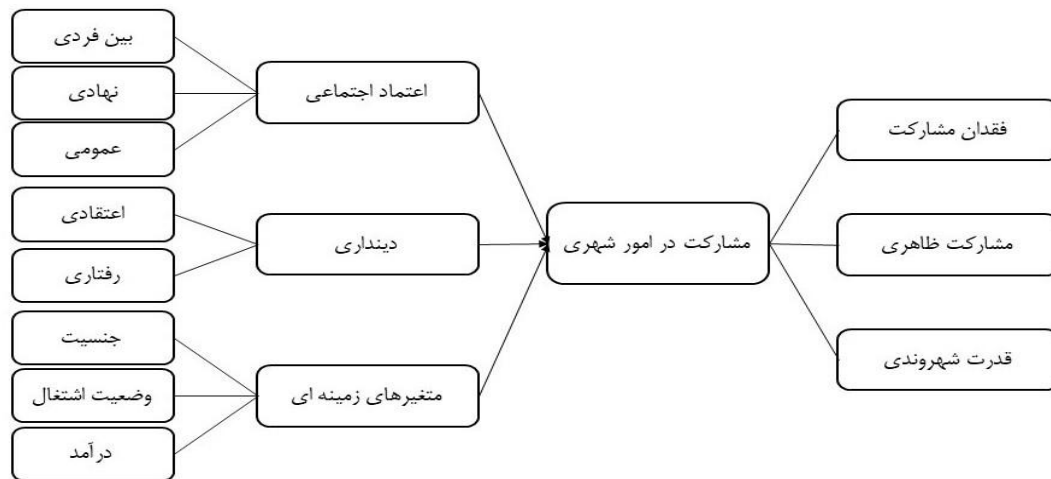 بین فردی
نهادی
عمومی
اعتقادی
رفتاری
جنسیت
وضعیت اشتغال
درآمد
اعتماد اجتماعی
دینداری
متغیرهای زمینه ای
مشارکت در امور شهری
فقدان مشارکت
مشارکت ظاهری
قدرت شهروندی